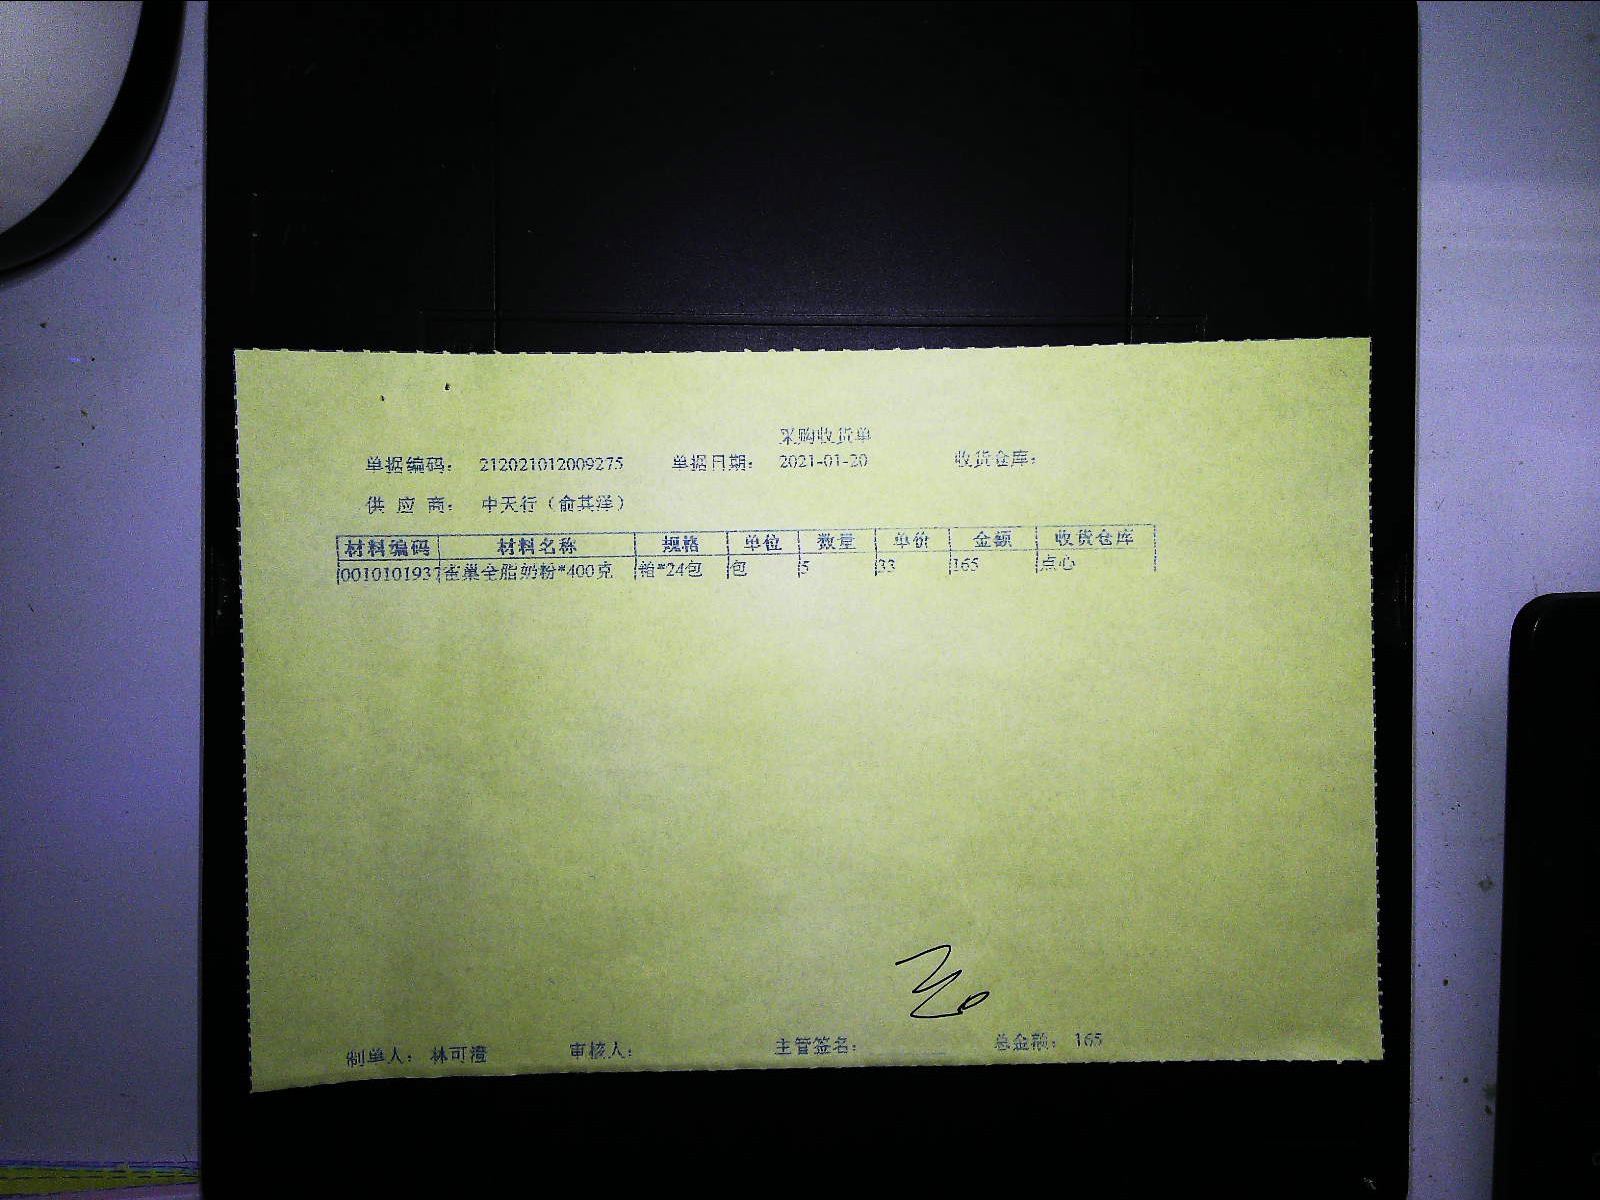 采购收货单
单据编码: 212021012009275 单据日期: 2021-01-20 收货仓库:
供 应 商: 中天行（俞其泽）
材料编码 材料名称 规格 单位 数量 单价 金额 收货仓库
0010101937 雀巢全脂奶粉*400克 箱*24包 包 5 33 165 点心
制单人: 林可澄 审核人: 主管签名: 总金额: 165